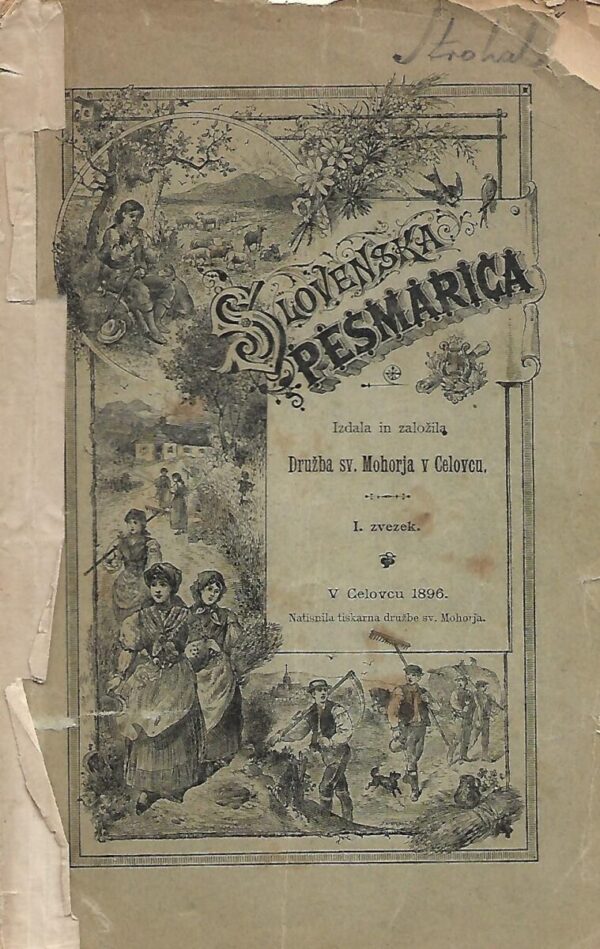 Strohal
SLOVENSKA
PESMARICA
Izdala in založila
Družba sv. Mohorja v Celovcu.
I. zvezek.
V Celovcu 1896.
Natisnila tiskarna družbe sv. Mohorja.